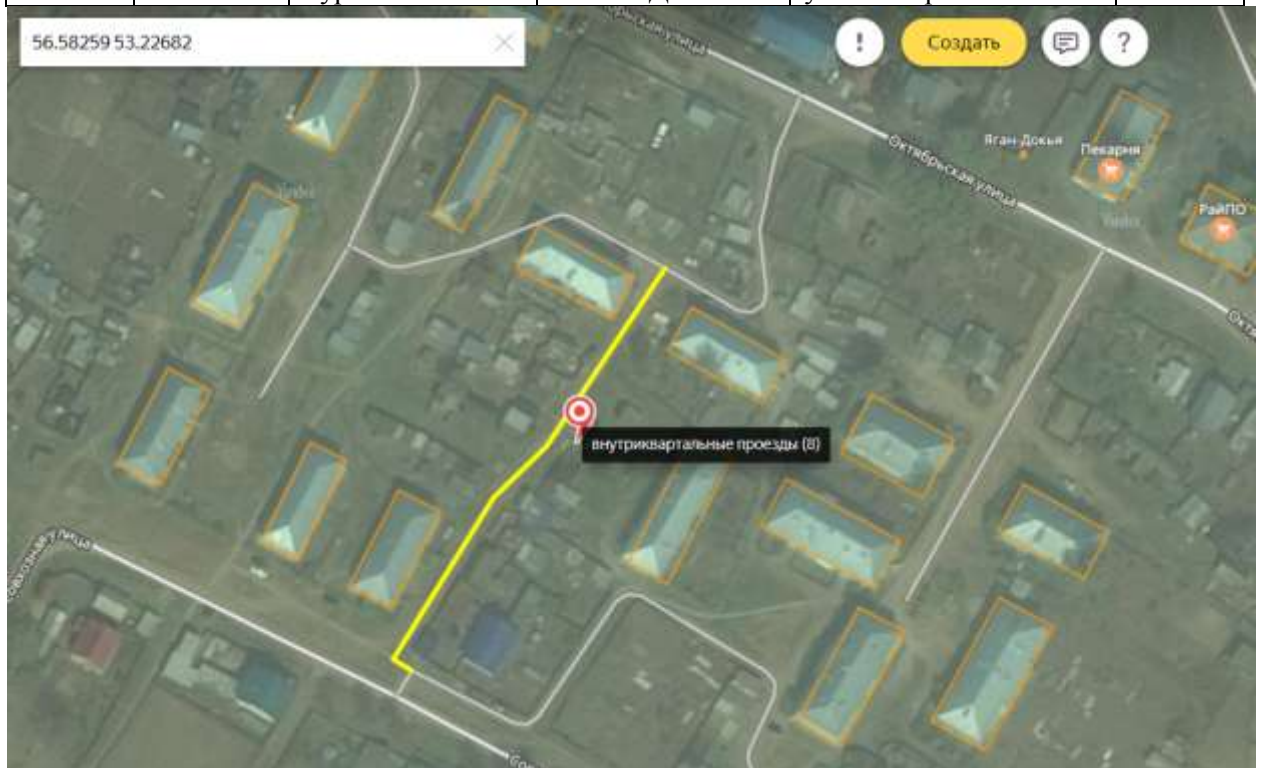 56.58259 53.22682
Создать
!
?
Октябрьская улица
Яган-Докья
Пекарня
РайПО
внутриквартальные проезды (8)